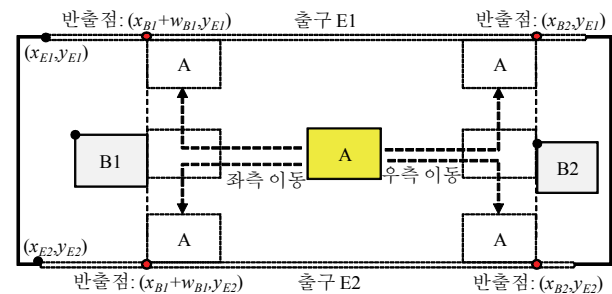 반출점: (x_{B1}+w_{B1},y_{E1}) 출구 E1 반출점: (x_{B2},y_{E1})
(x_{E1},y_{E1})
A A
B1 A B2
좌측 이동 우측 이동
(x_{E2},y_{E2})
A A
반출점: (x_{B1}+w_{B1},y_{E2}) 출구 E2 반출점: (x_{B2},y_{E2})